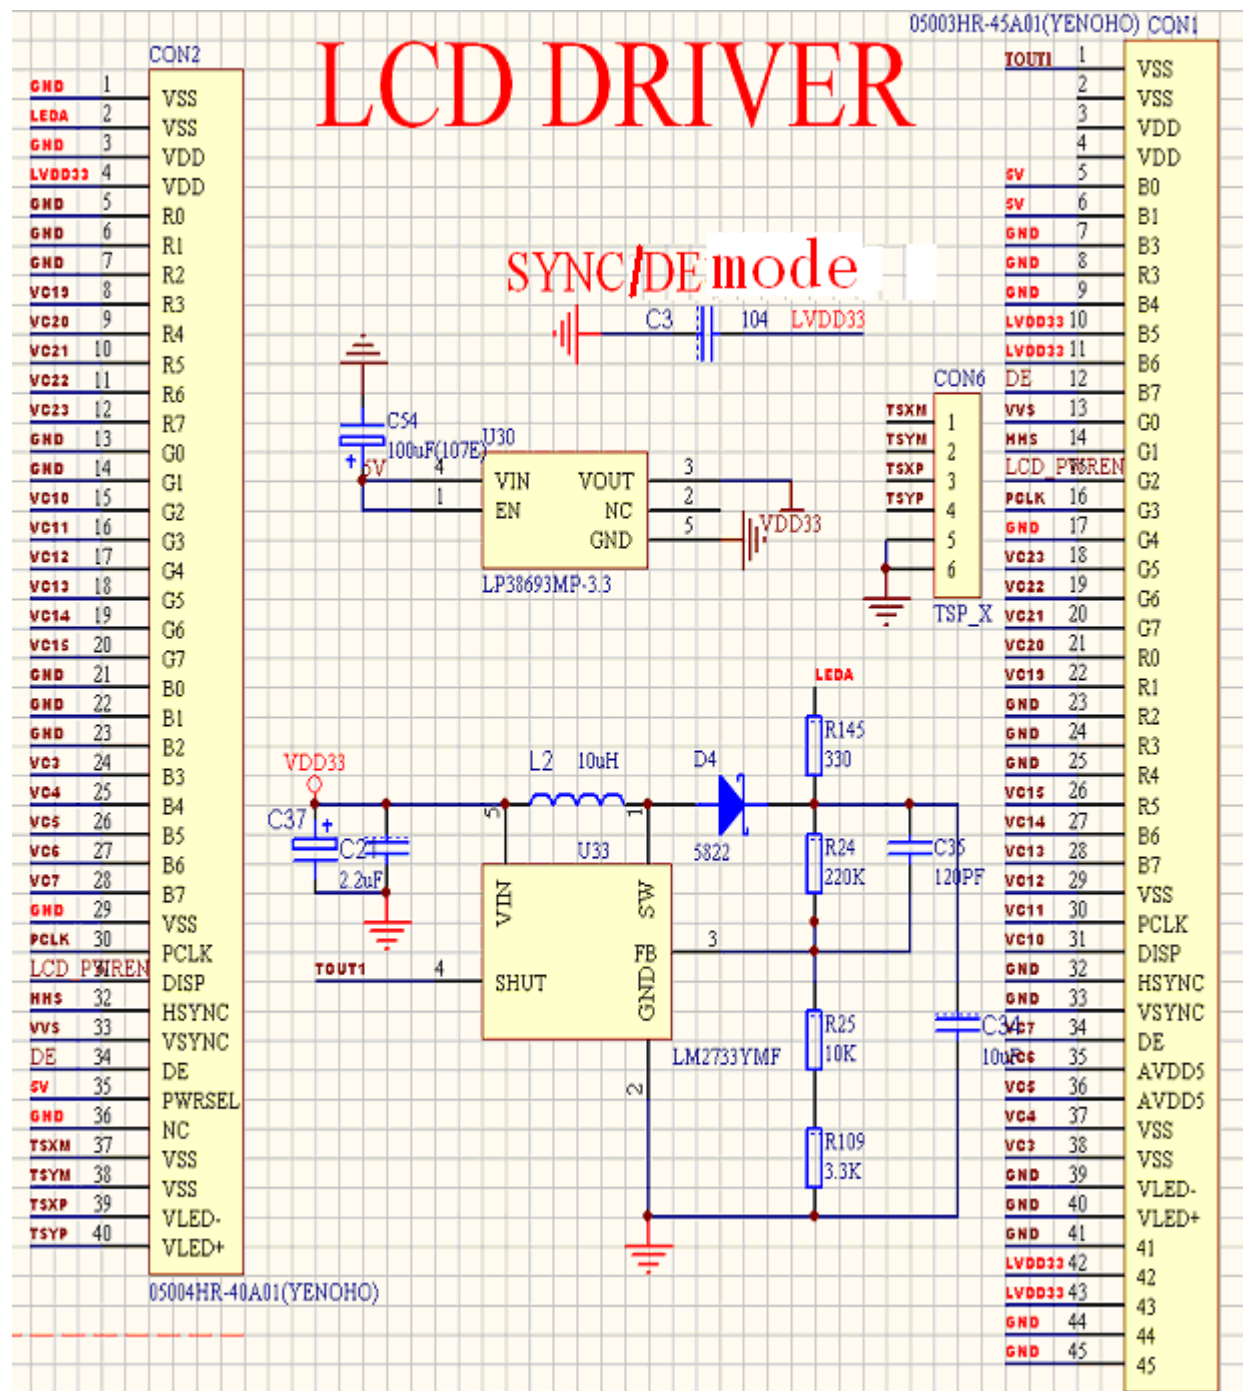 LCD DRIVER
SYNC/DE mode
CON2
GND 1 VSS
LEDA 2 VSS
GND 3 VDD
LVDD33 4 VDD
GND 5 R0
GND 6 R1
GND 7 R2
VC19 8 R3
VC20 9 R4
VC21 10 R5
VC22 11 R6
VC23 12 R7
GND 13 G0
GND 14 G1
VC10 15 G2
VC11 16 G3
VC12 17 G4
VC13 18 G5
VC14 19 G6
VC15 20 G7
GND 21 B0
GND 22 B1
GND 23 B2
VC3 24 B3
VC4 25 B4
VC5 26 B5
VC6 27 B6
VC7 28 B7
GND 29 VSS
PCLK 30 PCLK
LCD_PWREN DISP
HHS 32 HSYNC
VVS 33 VSYNC
DE 34 DE
5V 35 PWRSEL
GND 36 NC
TSXM 37 VSS
TSYM 38 VSS
TSXP 39 VLED-
TSYP 40 VLED+
05004HR-40A01(YENOHO)
C3 104 LVDD33
C54
100uF(107E)
+
5V
U30
4 VIN VOUT 3
1 EN NC 2
GND 5
VDD33
LP38693MP-3.3
CON6
TSXM 1
TSYM 2
TSXP 3
TSYP 4
5
6
TSP_X
LEDA
R145
330
VDD33
L2 10uH
D4
5822
C37
+
2.2uF
U33
5 VIN
1 SW
FB 3
TOUT1 4 SHUT
GND 2
LM2733YMF
R24
220K
C35
120PF
R25
10K
C34
10uF
R109
3.3K
05003HR-45A01(YENOHO) CON1
TOUT1 1 VSS
2 VSS
3 VDD
4 VDD
5V 5 B0
5V 6 B1
GND 7 B3
GND 8 R3
GND 9 B4
LVDD33 10 B5
LVDD33 11 B6
DE 12 B7
VVS 13 G0
HHS 14 G1
LCD_PWREN G2
PCLK 16 G3
GND 17 G4
VC23 18 G5
VC22 19 G6
VC21 20 G7
VC20 21 R0
VC19 22 R1
GND 23 R2
GND 24 R3
GND 25 R4
VC15 26 R5
VC14 27 B6
VC13 28 B7
VC12 29 VSS
VC11 30 PCLK
VC10 31 DISP
GND 32 HSYNC
GND 33 VSYNC
VC7 34 DE
VC6 35 AVDD5
VC5 36 AVDD5
VC4 37 VSS
VC3 38 VSS
GND 39 VLED-
GND 40 VLED+
GND 41 41
LVDD33 42 42
LVDD33 43 43
GND 44 44
GND 45 45